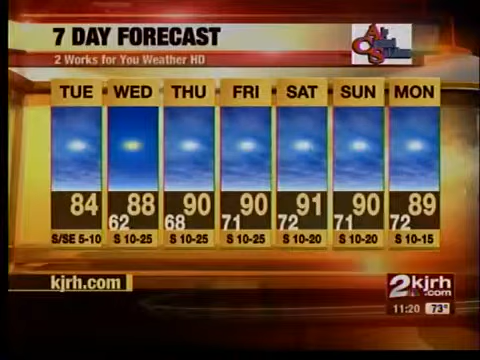 7 DAY FORECAST
2 Works for You Weather HD
TUE WED THU FRI SAT SUN MON
84 88 90 90 91 90 89
62 68 71 72 71 72
S/SE 5-10 S 10-25 S 10-25 S 10-25 S 10-20 S 10-20 S 10-15
kjrh.com
2kjrh
.com
11:20 73°